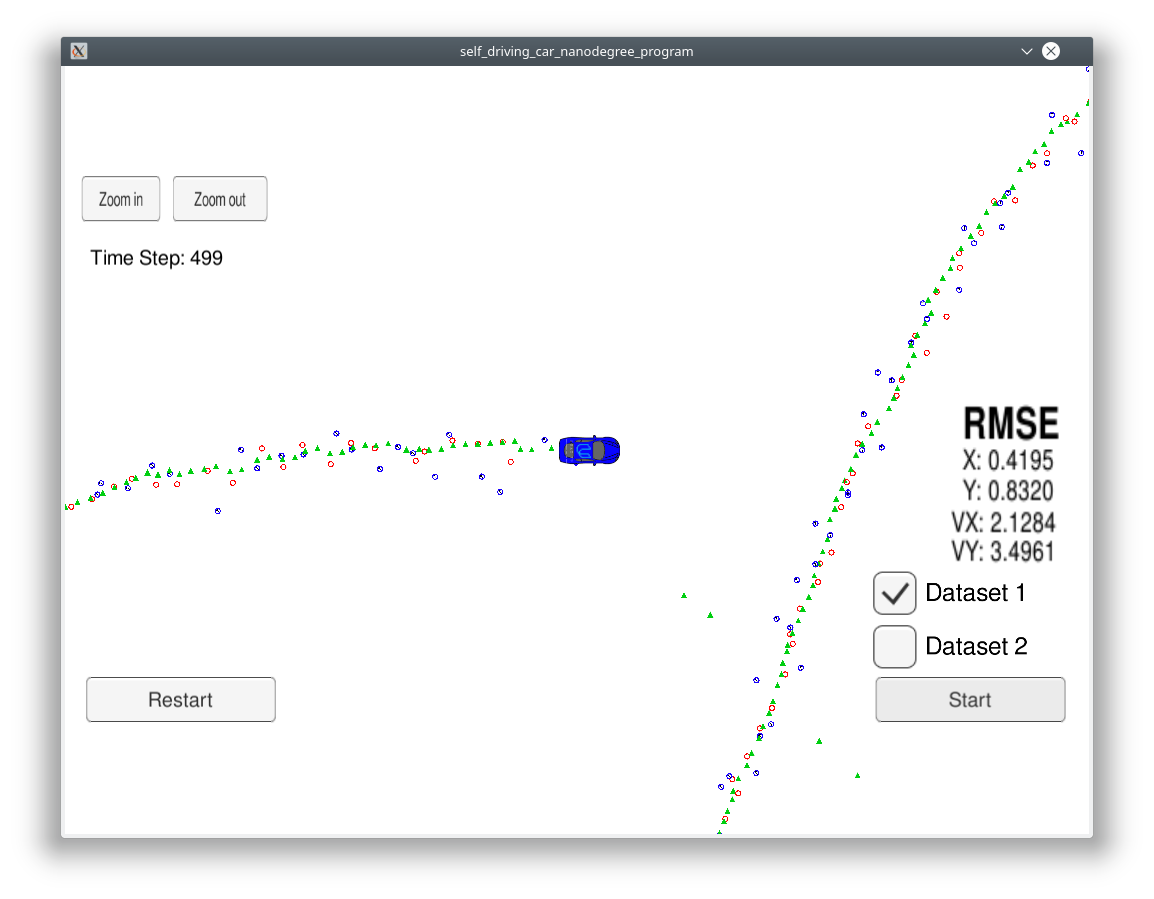 self_driving_car_nanodegree_program
Zoom in
Zoom out
Time Step: 499
RMSE
X: 0.4195
Y: 0.8320
VX: 2.1284
VY: 3.4961
Dataset 1
Dataset 2
Restart
Start